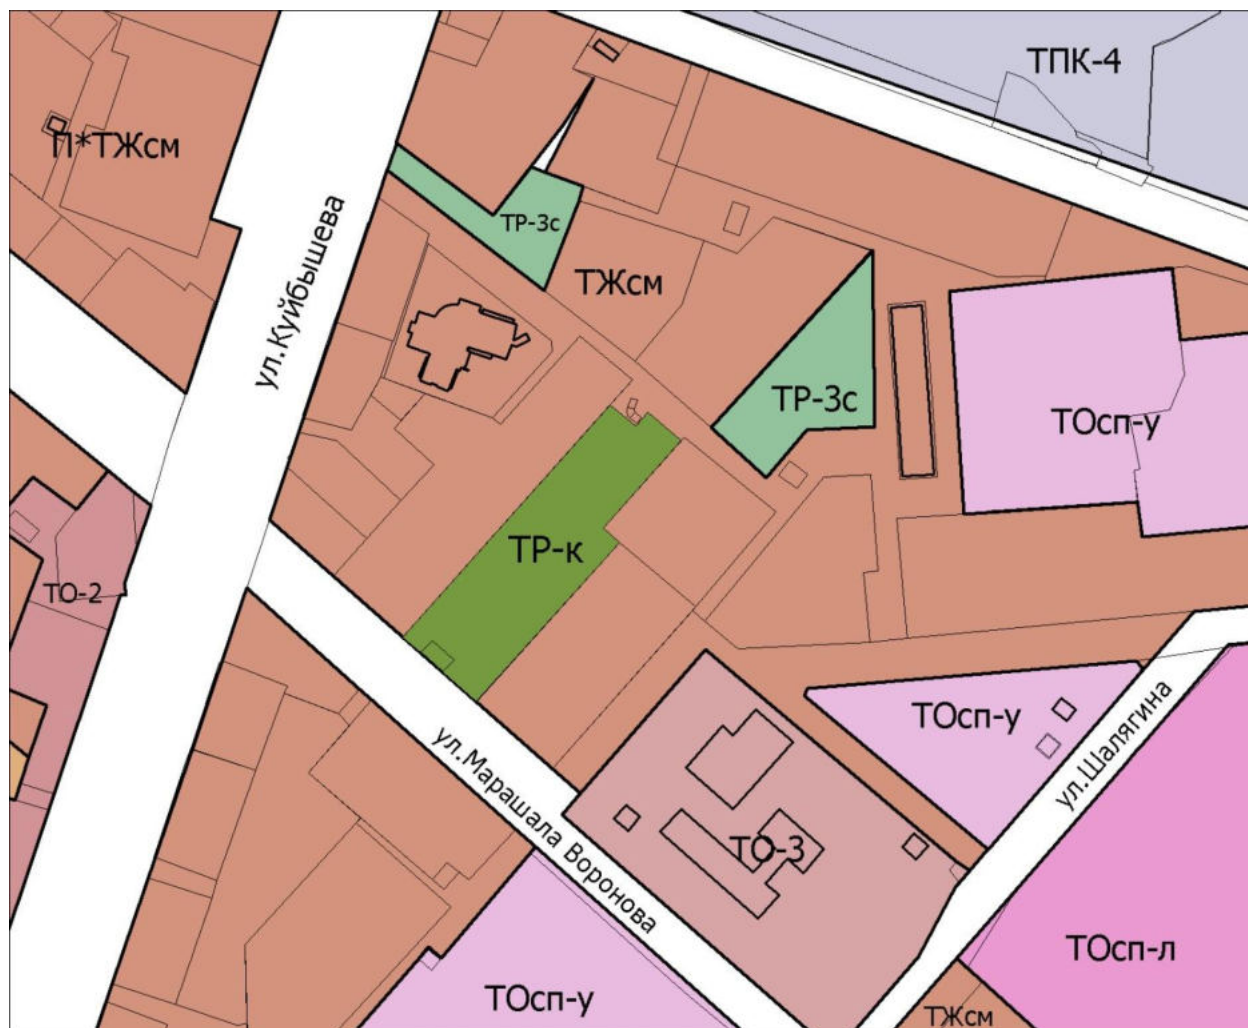 ТПК-4
П*ТЖсм
ТР-3с
ул.Куйбышева
ТЖсм
ТР-3с
ТОсп-у
ТР-к
ТО-2
ТОсп-у
ул.Шалягина
ул.Марашала Воронова
ТО-3
ТОсп-л
ТОсп-у
ТЖсм